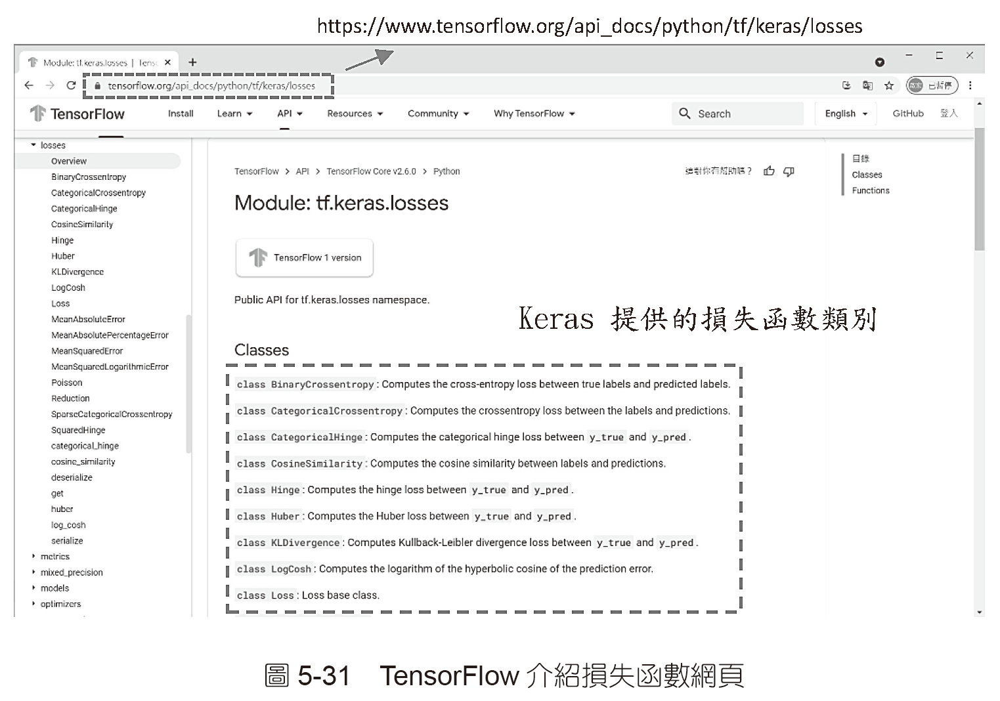 https://www.tensorflow.org/api_docs/python/tf/keras/losses
Module: tf.keras.losses | Tens
tensorflow.org/api_docs/python/tf/keras/losses
已暫停
TensorFlow
Install
Learn
API
Resources
Community
Why TensorFlow
Search
English
GitHub
登入
losses
Overview
BinaryCrossentropy
CategoricalCrossentropy
CategoricalHinge
CosineSimilarity
Hinge
Huber
KLDivergence
LogCosh
Loss
MeanAbsoluteError
MeanAbsolutePercentageError
MeanSquaredError
MeanSquaredLogarithmicError
Poisson
Reduction
SparseCategoricalCrossentropy
SquaredHinge
categorical_hinge
cosine_similarity
deserialize
get
huber
log_cosh
serialize
metrics
mixed_precision
models
optimizers
TensorFlow > API > TensorFlow Core v2.6.0 > Python
這對你有幫助嗎？
Module: tf.keras.losses
TensorFlow 1 version
Public API for tf.keras.losses namespace.
Keras 提供的損失函數類別
Classes
class BinaryCrossentropy: Computes the cross-entropy loss between true labels and predicted labels.
class CategoricalCrossentropy: Computes the crossentropy loss between the labels and predictions.
class CategoricalHinge: Computes the categorical hinge loss between y_true and y_pred.
class CosineSimilarity: Computes the cosine similarity between labels and predictions.
class Hinge: Computes the hinge loss between y_true and y_pred.
class Huber: Computes the Huber loss between y_true and y_pred.
class KLDivergence: Computes Kullback-Leibler divergence loss between y_true and y_pred.
class LogCosh: Computes the logarithm of the hyperbolic cosine of the prediction error.
class Loss: Loss base class.
目錄
Classes
Functions
圖 5-31 TensorFlow 介紹損失函數網頁